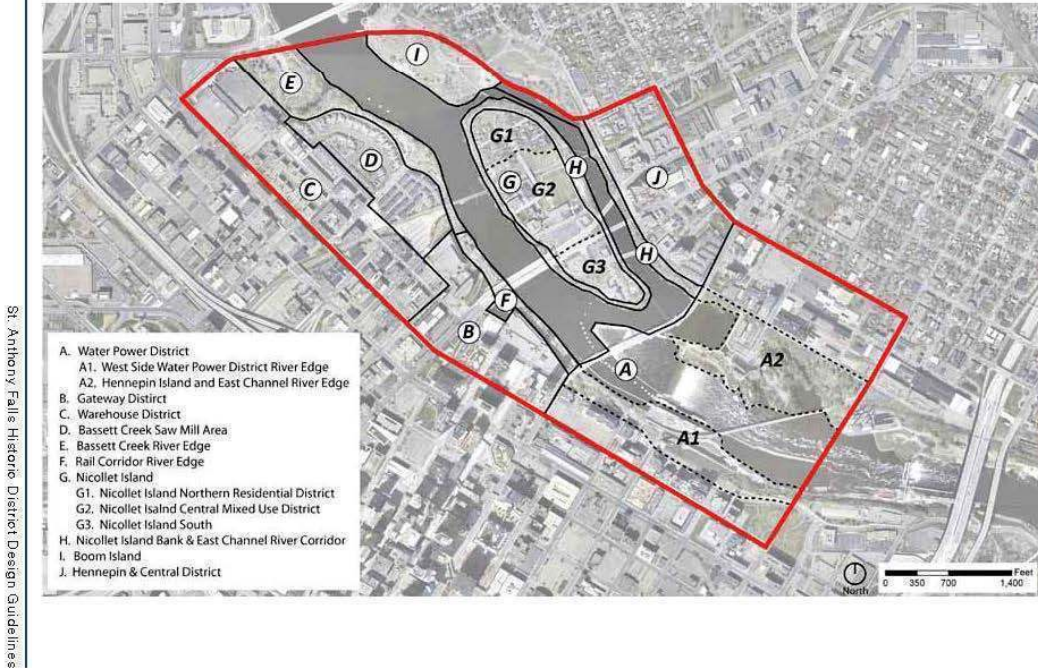 St. Anthony Falls Historic District Design Guidelines
I
E
G1
D
H
J
G
G2
C
H
G3
F
B
A
A2
A1
A. Water Power District
A1. West Side Water Power District River Edge
A2. Hennepin Island and East Channel River Edge
B. Gateway Distirct
C. Warehouse District
D. Bassett Creek Saw Mill Area
E. Bassett Creek River Edge
F. Rail Corridor River Edge
G. Nicollet Island
G1. Nicollet Island Northern Residential District
G2. Nicollet Isalnd Central Mixed Use District
G3. Nicollet Island South
H. Nicollet Island Bank & East Channel River Corridor
I. Boom Island
J. Hennepin & Central District
North
Feet
0 350 700 1,400